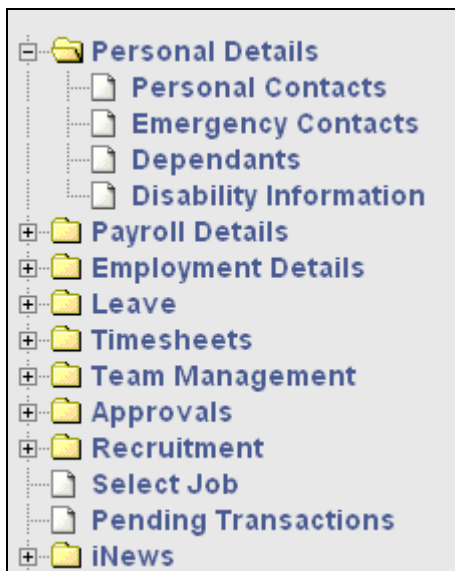 Personal Details
Personal Contacts
Emergency Contacts
Dependants
Disability Information
Payroll Details
Employment Details
Leave
Timesheets
Team Management
Approvals
Recruitment
Select Job
Pending Transactions
iNews